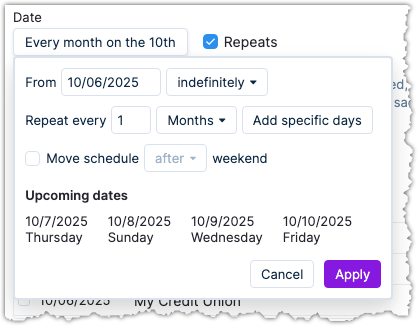 Date
Every month on the 10th Repeats
From 10/06/2025 indefinitely
Repeat every 1 Months Add specific days
Move schedule after weekend
Upcoming dates
10/7/2025 10/8/2025 10/9/2025 10/10/2025
Thursday Sunday Wednesday Friday
Cancel Apply
10/06/2025 My Credit Union